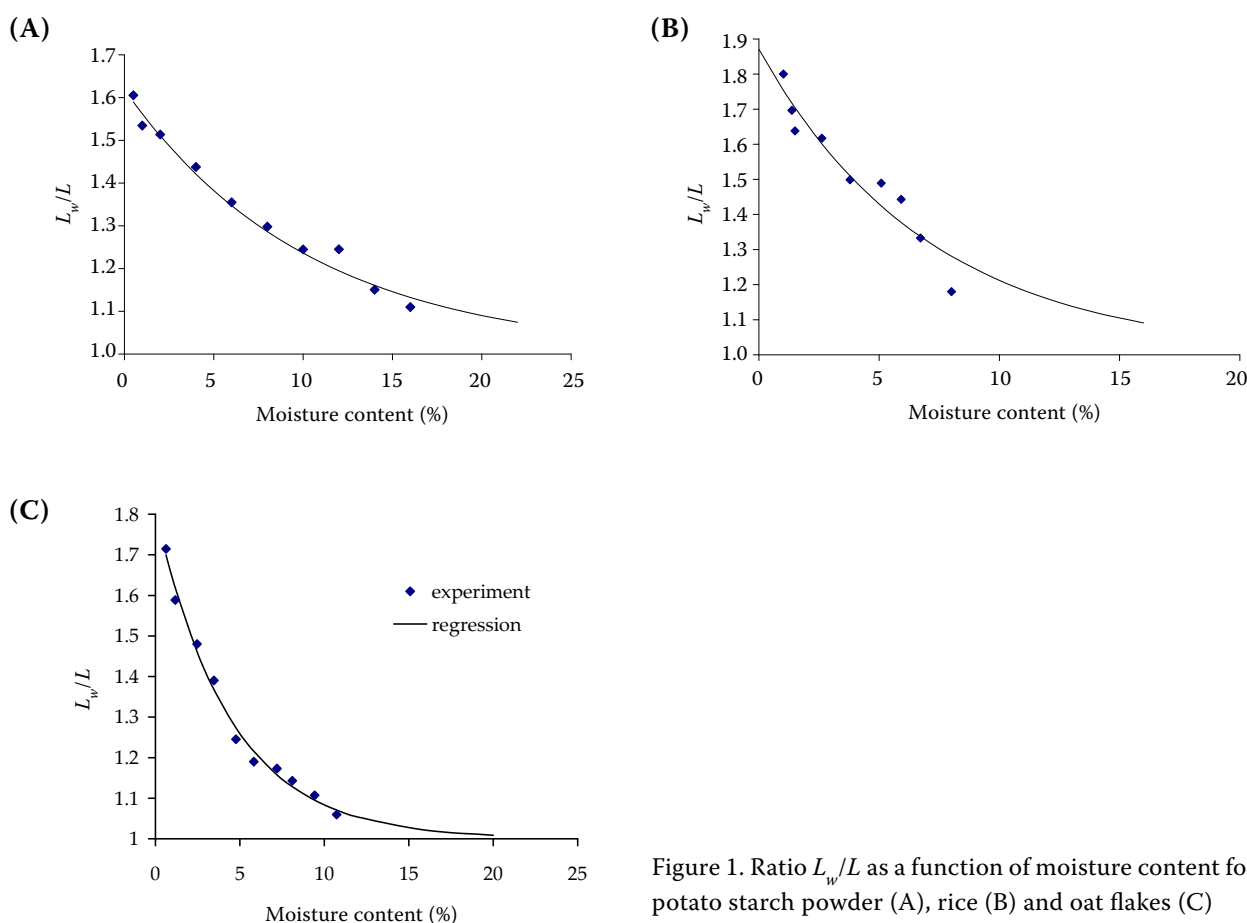 (A)
1.7
1.6
1.5
1.4
1.3
1.2
1.1
1.0
L_w/L
0 5 10 15 20 25
Moisture content (%)
(B)
1.9
1.8
1.7
1.6
1.5
1.4
1.3
1.2
1.1
1.0
L_w/L
0 5 10 15 20
Moisture content (%)
(C)
1.8
1.7
1.6
1.5
1.4
1.3
1.2
1.1
1
L_w/L
0 5 10 15 20 25
Moisture content (%)
experiment
regression
Figure 1. Ratio L_w/L as a function of moisture content fo
potato starch powder (A), rice (B) and oat flakes (C)